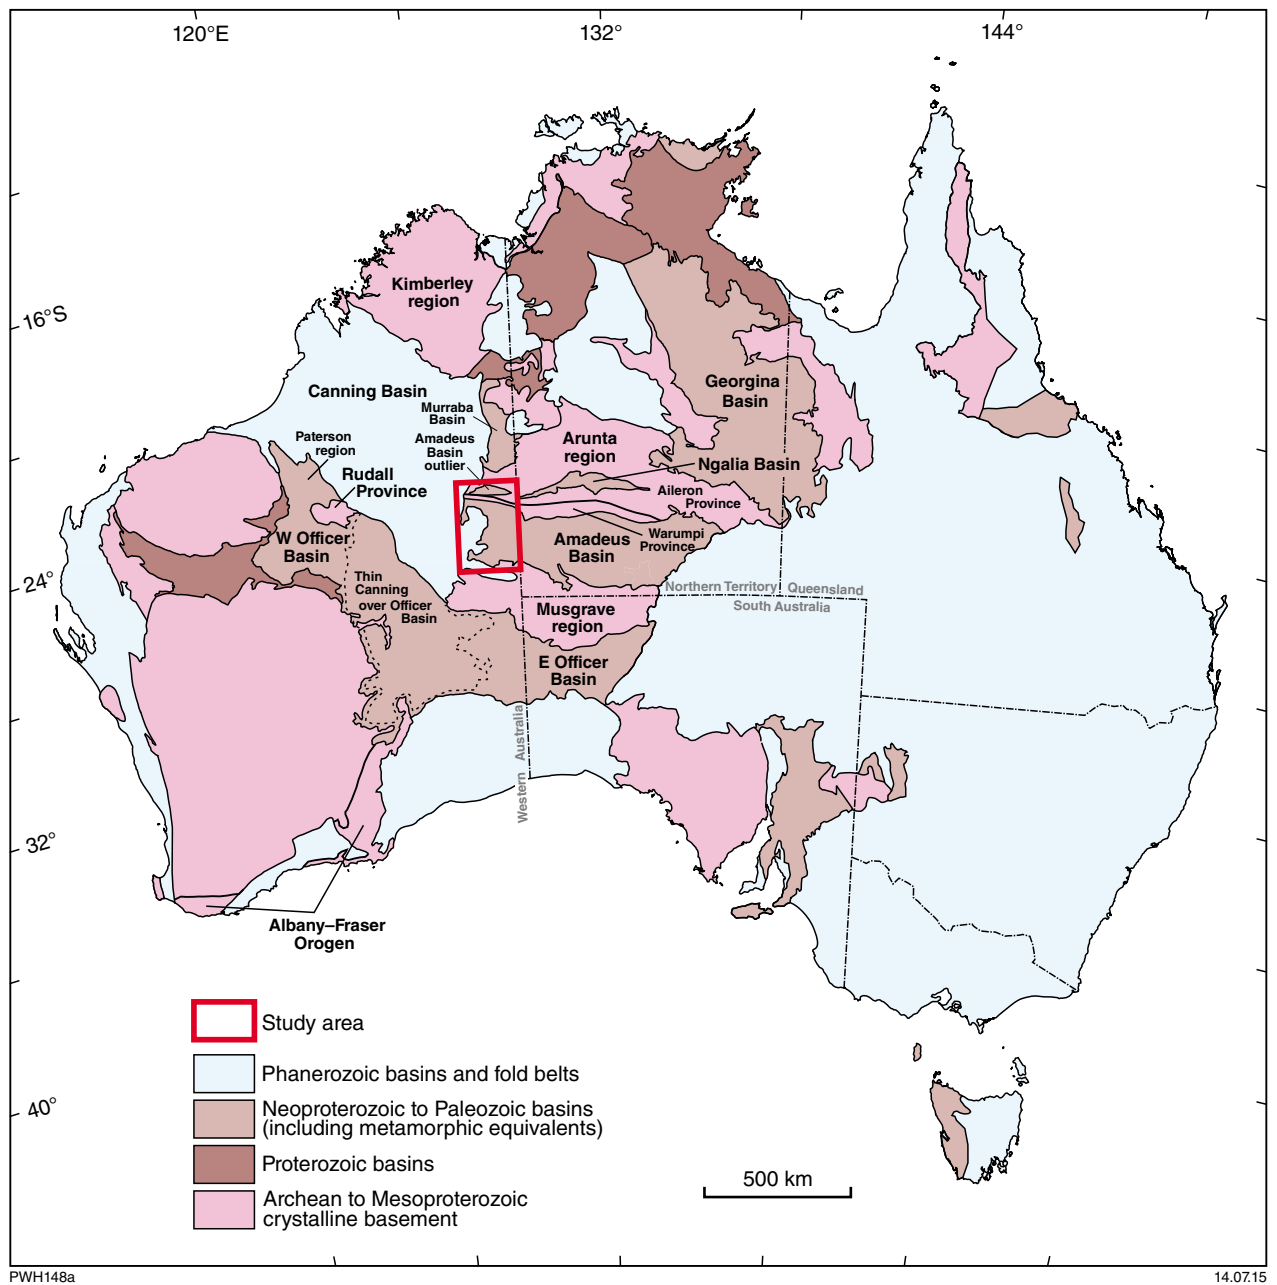 120°E
132°
144°
Kimberley
region
16°S
Canning Basin
Murraba
Basin
Amadeus
Basin
outlier
Georgina
Basin
Paterson
region
Arunta
region
Ngalia Basin
Rudall
Province
Aileron
Province
W Officer
Basin
Amadeus
Basin
Warumpi
Province
24°
Thin
Canning
over Officer
Basin
Northern Territory
Queensland
South Australia
Musgrave
region
E Officer
Basin
Western Australia
32°
Albany–Fraser
Orogen
Study area
Phanerozoic basins and fold belts
40°
Neoproterozoic to Paleozoic basins
(including metamorphic equivalents)
Proterozoic basins
500 km
Archean to Mesoproterozoic
crystalline basement
PWH148a
14.07.15